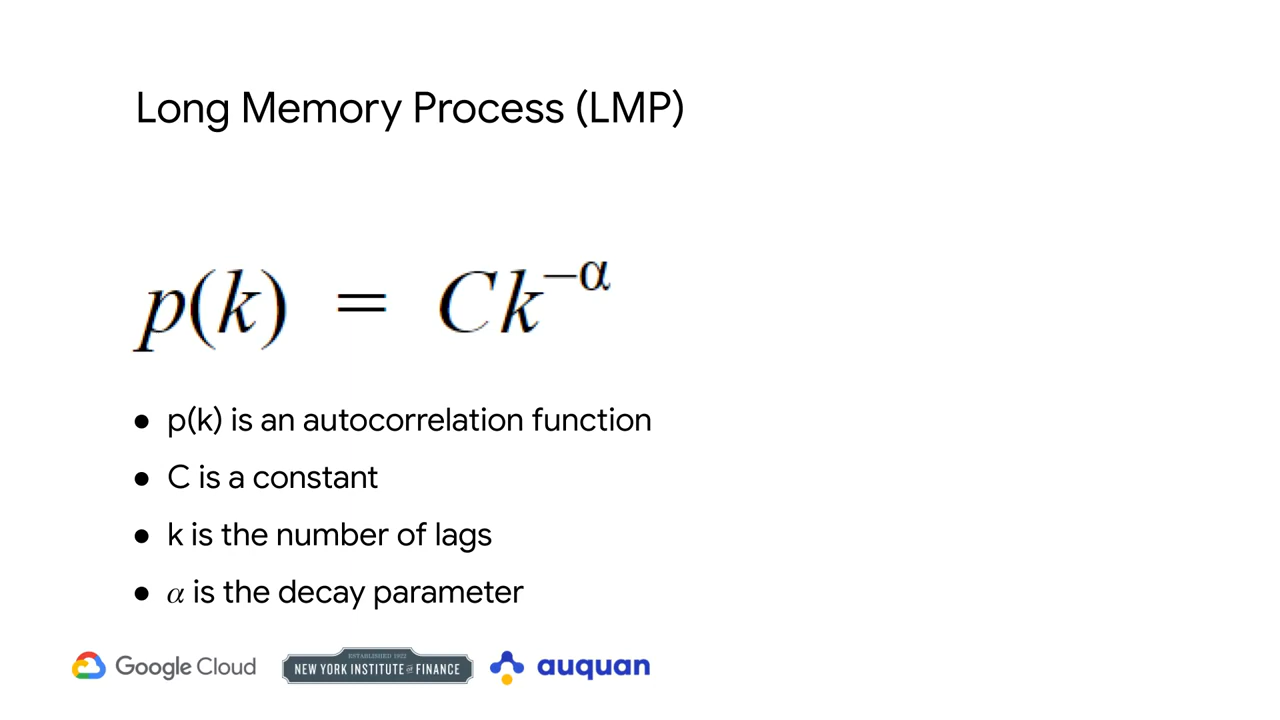 Long Memory Process (LMP)
p(k) = Ck^{−α}
● p(k) is an autocorrelation function
● C is a constant
● k is the number of lags
● α is the decay parameter
Google Cloud
ESTABLISHED 1922
NEW YORK INSTITUTE OF FINANCE
auquan